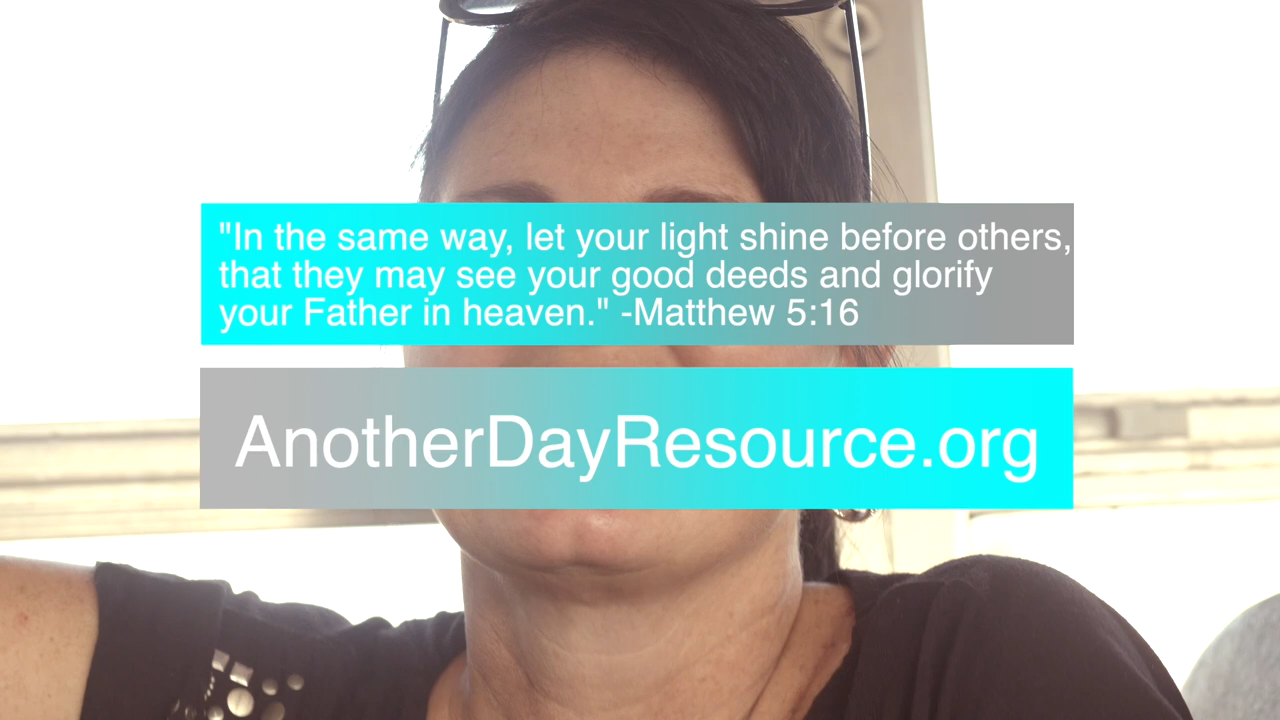 "In the same way, let your light shine before others,
that they may see your good deeds and glorify
your Father in heaven." -Matthew 5:16
AnotherDayResource.org